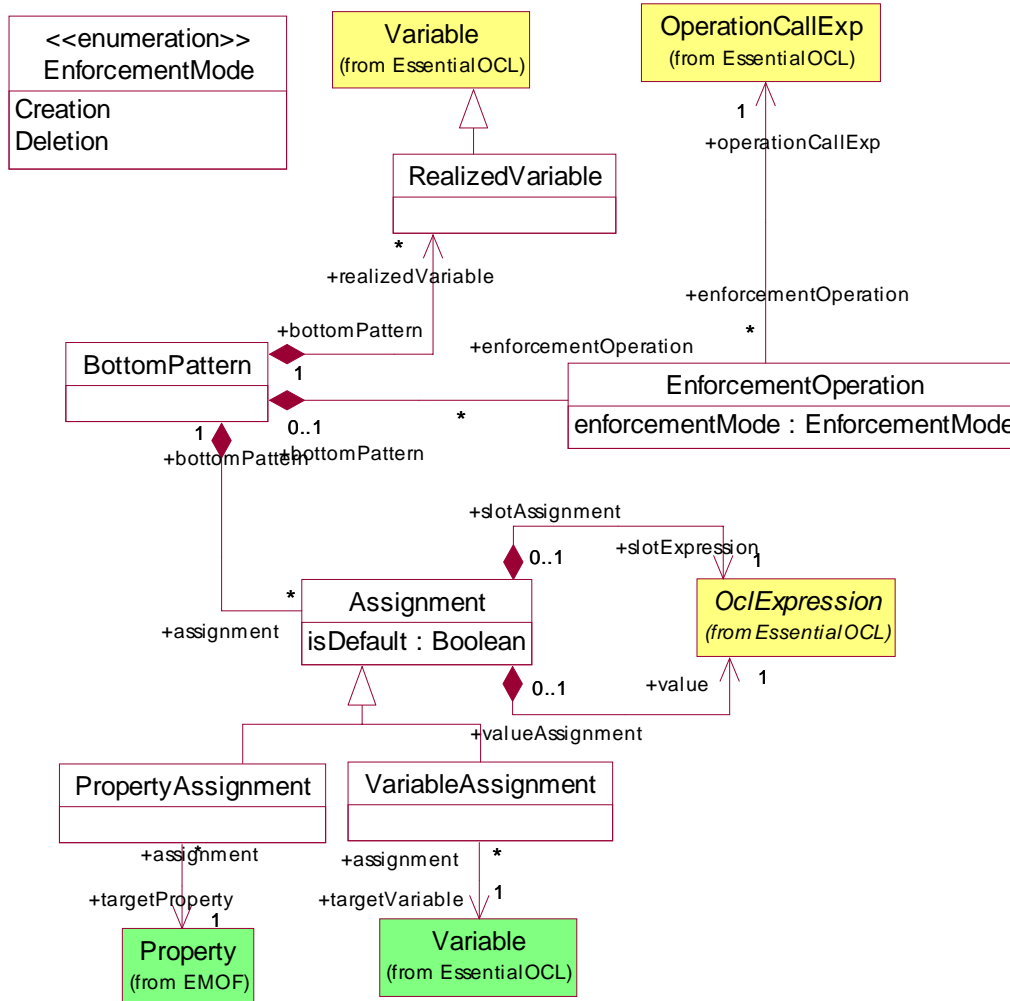 <<enumeration>>
EnforcementMode
Creation
Deletion
Variable
(from EssentialOCL)
OperationCallExp
(from EssentialOCL)
1
+operationCallExp
RealizedVariable
*
+realizedVariable
+enforcementOperation
*
+bottomPattern
1
+enforcementOperation
BottomPattern
EnforcementOperation
enforcementMode : EnforcementMode
0..1
*
1
+bottomPattern
+bottomPattern
+slotAssignment
0..1
+slotExpression
1
*
+assignment
Assignment
isDefault : Boolean
OclExpression
(from EssentialOCL)
0..1
+value
1
+valueAssignment
PropertyAssignment
VariableAssignment
*
+assignment
*
+assignment
+targetProperty
1
+targetVariable
1
Property
(from EMOF)
Variable
(from EssentialOCL)